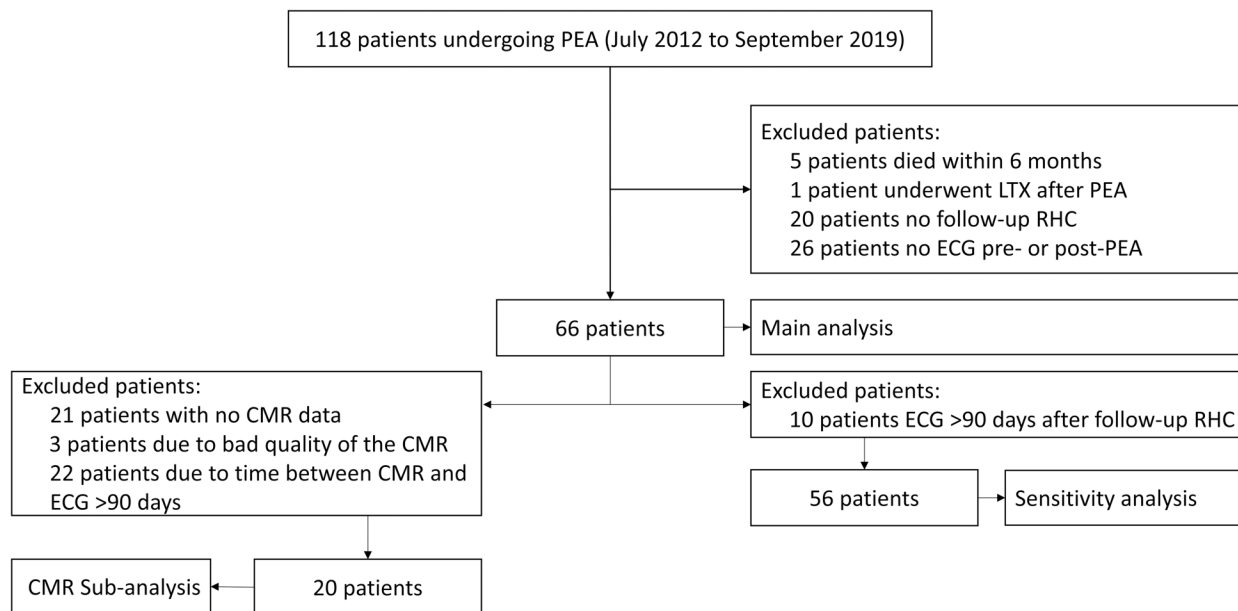 118 patients undergoing PEA (July 2012 to September 2019)
Excluded patients:
5 patients died within 6 months
1 patient underwent LTX after PEA
20 patients no follow-up RHC
26 patients no ECG pre- or post-PEA
66 patients
Main analysis
Excluded patients:
21 patients with no CMR data
3 patients due to bad quality of the CMR
22 patients due to time between CMR and
ECG >90 days
Excluded patients:
10 patients ECG >90 days after follow-up RHC
56 patients
Sensitivity analysis
CMR Sub-analysis
20 patients